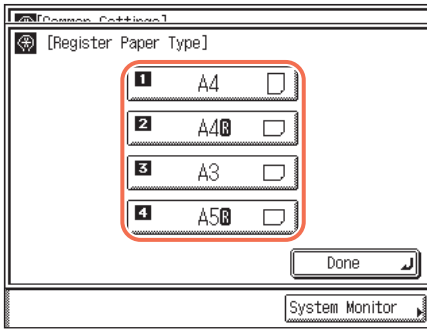 [Common Settings]
[Register Paper Type]
1 A4
2 A4R
3 A3
4 A5R
Done
System Monitor